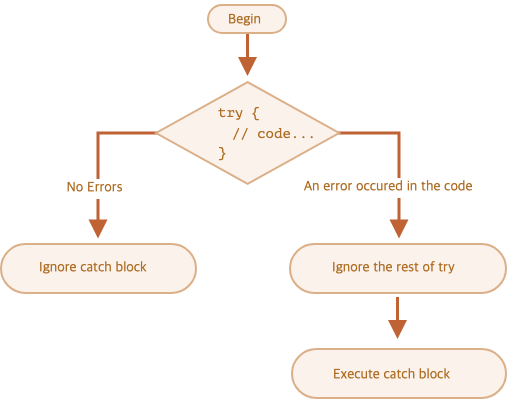 Begin
try {
// code...
}
No Errors
An error occured in the code
Ignore catch block
Ignore the rest of try
Execute catch block